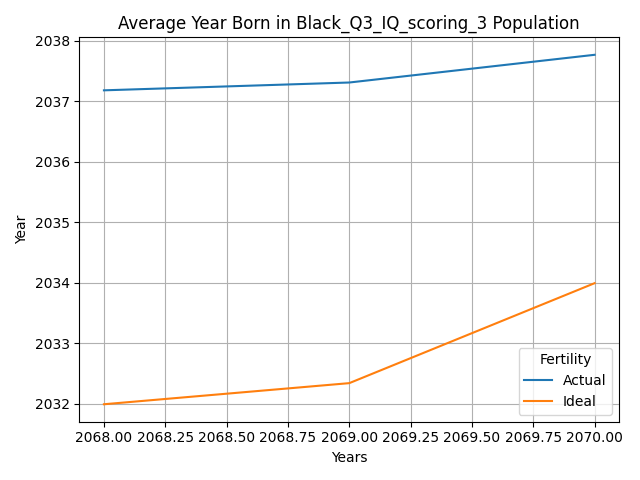 Average Year Born in Black_Q3_IQ_scoring_3 Population
2038
2037
2036
2035
2034
2033
2032
Year
Fertility
Actual
Ideal
2068.00 2068.25 2068.50 2068.75 2069.00 2069.25 2069.50 2069.75 2070.00
Years